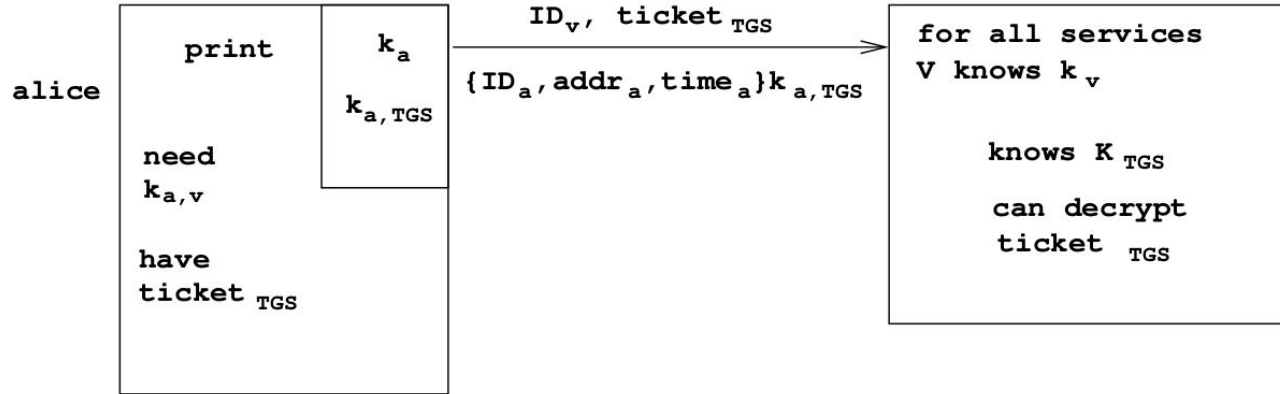 alice
print
k_a
k_a,TGS
need
k_a,v
have
ticket_TGS
ID_v, ticket_TGS
{ID_a,addr_a,time_a}k_a,TGS
for all services
V knows k_v
knows K_TGS
can decrypt
ticket_TGS